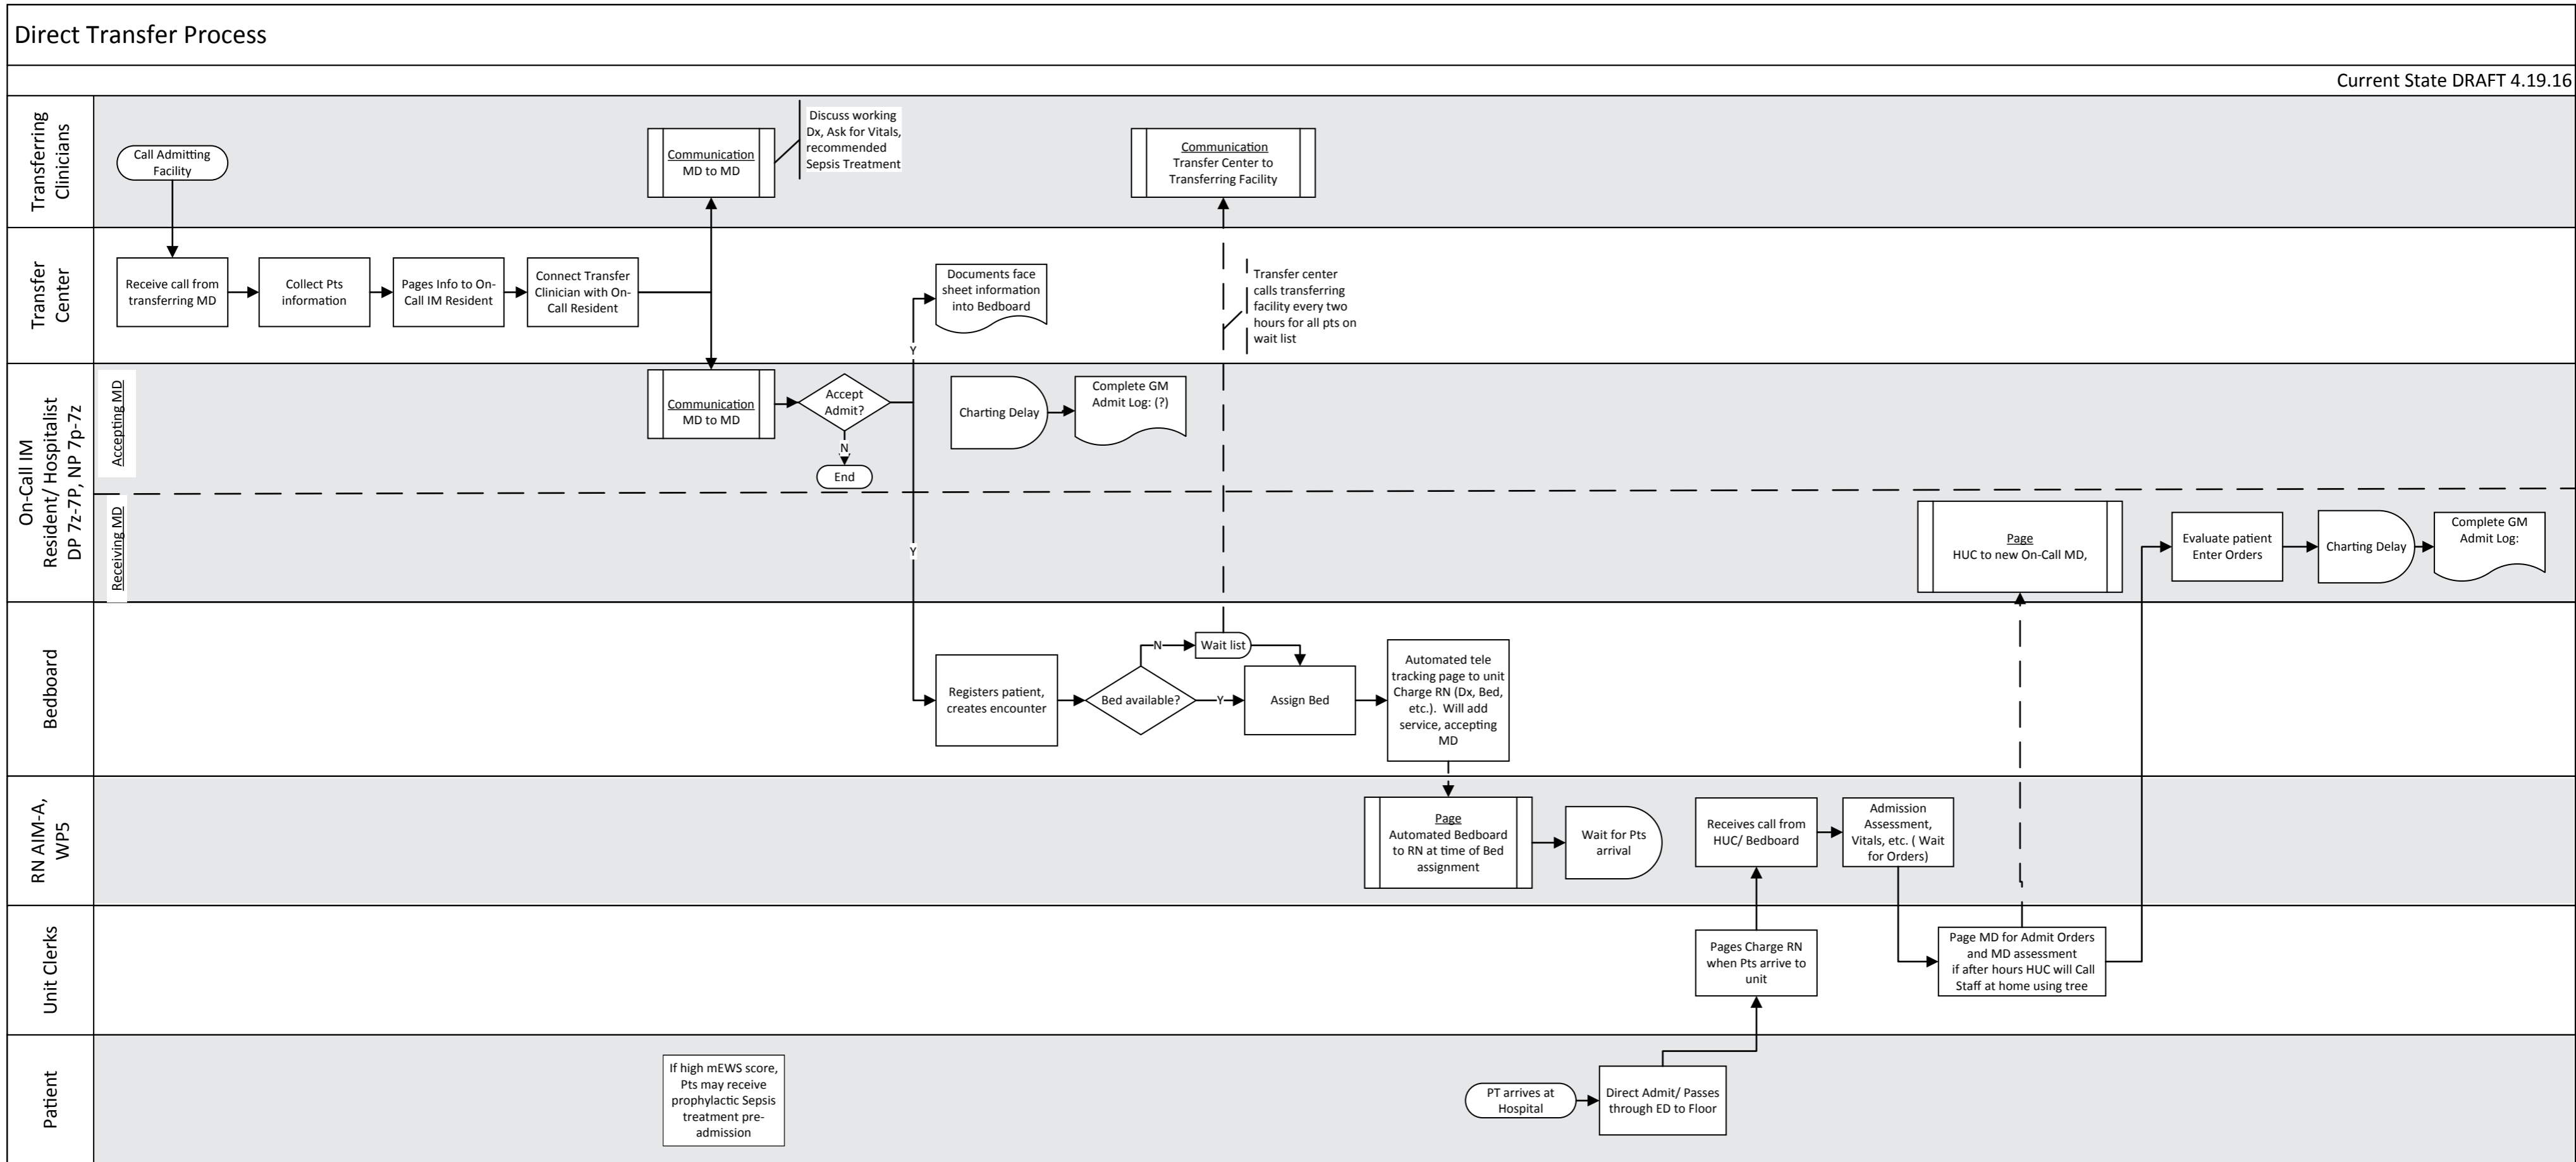 Direct Transfer Process
Current State DRAFT 4.19.16
Transferring
Clinicians
Call Admitting
Facility
Communication
MD to MD
Discuss working
Dx, Ask for Vitals,
recommended
Sepsis Treatment
Communication
Transfer Center to
Transferring Facility
Transfer
Center
Receive call from
transferring MD
Collect Pts
information
Pages Info to On-
Call IM Resident
Connect Transfer
Clinician with On-
Call Resident
Documents face
sheet information
into Bedboard
Transfer center
calls transferring
facility every two
hours for all pts on
wait list
Y
On-Call IM
Resident/ Hospitalist
DP 7z-7P, NP 7p-7z
Accepting MD
Communication
MD to MD
Accept
Admit?
N
End
Charting Delay
Complete GM
Admit Log: (?)
Receiving MD
Y
Page
HUC to new On-Call MD,
Evaluate patient
Enter Orders
Charting Delay
Complete GM
Admit Log:
Bedboard
Registers patient,
creates encounter
Bed available?
N
Wait list
Y
Assign Bed
Automated tele
tracking page to unit
Charge RN (Dx, Bed,
etc.).  Will add
service, accepting
MD
RN AIM-A,
WP5
Page
Automated Bedboard
to RN at time of Bed
assignment
Wait for Pts
arrival
Receives call from
HUC/ Bedboard
Admission
Assessment,
Vitals, etc. ( Wait
for Orders)
Unit Clerks
Pages Charge RN
when Pts arrive to
unit
Page MD for Admit Orders
and MD assessment
if after hours HUC will Call
Staff at home using tree
Patient
If high mEWS score,
Pts may receive
prophylactic Sepsis
treatment pre-
admission
PT arrives at
Hospital
Direct Admit/ Passes
through ED to Floor